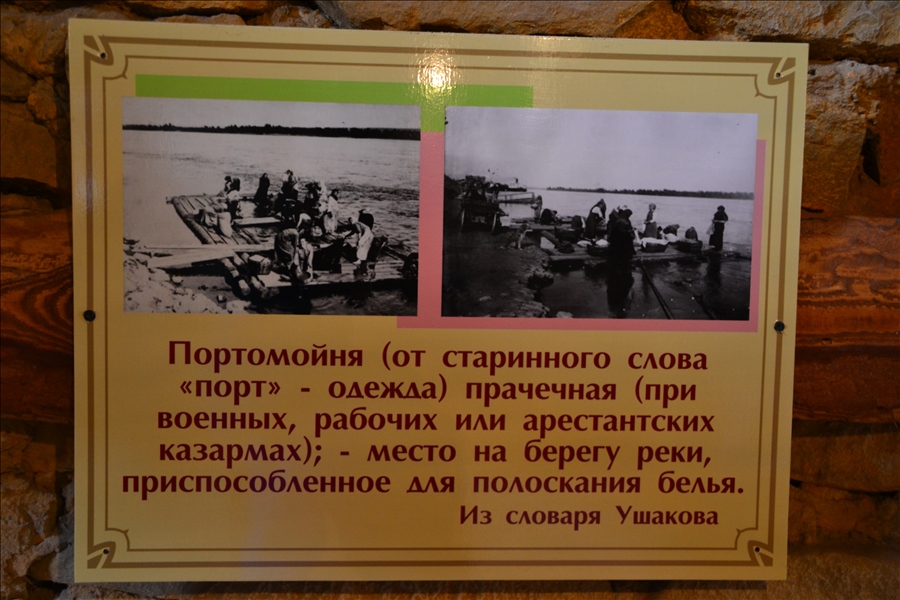 Портомойня (от старинного слова
«порт» - одежда) прачечная (при
военных, рабочих или арестантских
казармах); - место на берегу реки,
приспособленное для полоскания белья.
Из словаря Ушакова